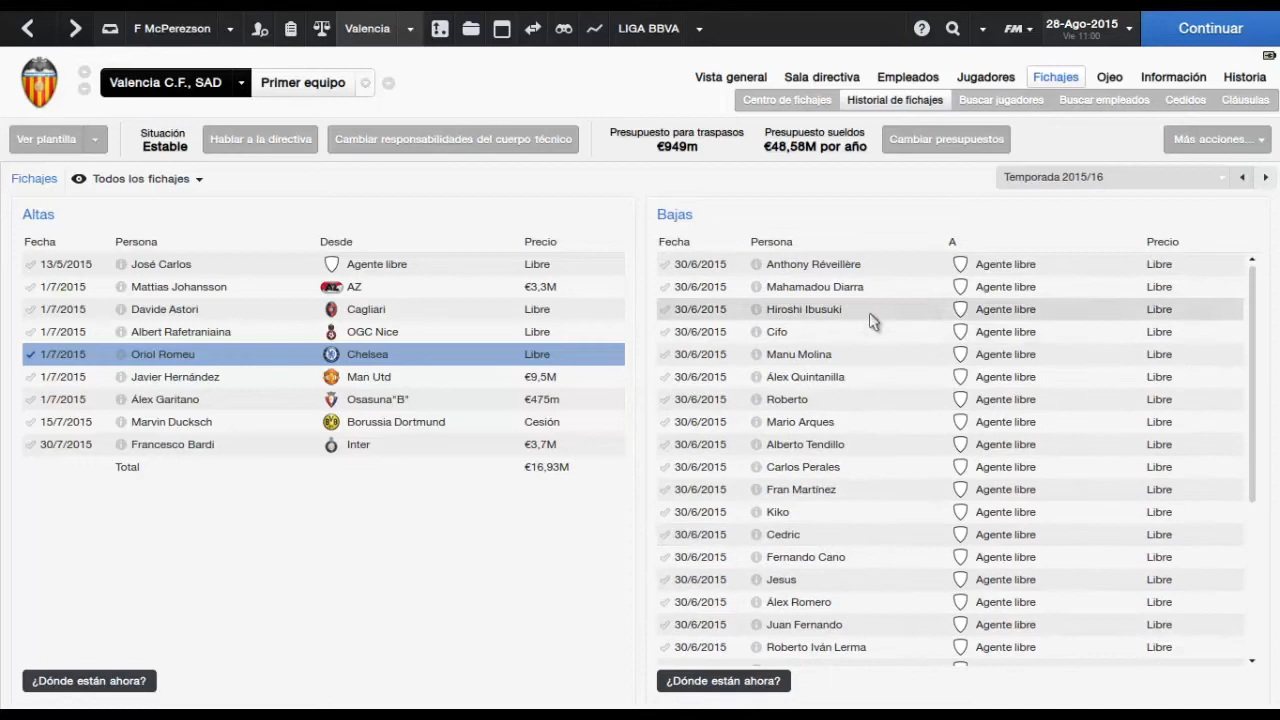 F McPerezson
Valencia
LIGA BBVA
FM
28-Ago-2015
Vie 11:00
Continuar
Valencia C.F., SAD
Primer equipo
Vista general
Sala directiva
Empleados
Jugadores
Fichajes
Ojeo
Información
Historia
Centro de fichajes
Historial de fichajes
Buscar jugadores
Buscar empleados
Cedidos
Cláusulas
Ver plantilla
Situación
Estable
Hablar a la directiva
Cambiar responsabilidades del cuerpo técnico
Presupuesto para traspasos
€949m
Presupuesto sueldos
€48,58M por año
Cambiar presupuestos
Más acciones...
Fichajes
Todos los fichajes
Temporada 2015/16
Altas
Fecha Persona Desde Precio
13/5/2015 José Carlos Agente libre Libre
1/7/2015 Mattias Johansson AZ €3,3M
1/7/2015 Davide Astori Cagliari Libre
1/7/2015 Albert Rafetraniaina OGC Nice Libre
1/7/2015 Oriol Romeu Chelsea Libre
1/7/2015 Javier Hernández Man Utd €9,5M
1/7/2015 Álex Garitano Osasuna"B" €475m
15/7/2015 Marvin Ducksch Borussia Dortmund Cesión
30/7/2015 Francesco Bardi Inter €3,7M
Total €16,93M
¿Dónde están ahora?
Bajas
Fecha Persona A Precio
30/6/2015 Anthony Réveillère Agente libre Libre
30/6/2015 Mahamadou Diarra Agente libre Libre
30/6/2015 Hiroshi Ibusuki Agente libre Libre
30/6/2015 Cifo Agente libre Libre
30/6/2015 Manu Molina Agente libre Libre
30/6/2015 Álex Quintanilla Agente libre Libre
30/6/2015 Roberto Agente libre Libre
30/6/2015 Mario Arques Agente libre Libre
30/6/2015 Alberto Tendillo Agente libre Libre
30/6/2015 Carlos Perales Agente libre Libre
30/6/2015 Fran Martínez Agente libre Libre
30/6/2015 Kiko Agente libre Libre
30/6/2015 Cedric Agente libre Libre
30/6/2015 Fernando Cano Agente libre Libre
30/6/2015 Jesus Agente libre Libre
30/6/2015 Álex Romero Agente libre Libre
30/6/2015 Juan Fernando Agente libre Libre
30/6/2015 Roberto Iván Lerma Agente libre Libre
¿Dónde están ahora?